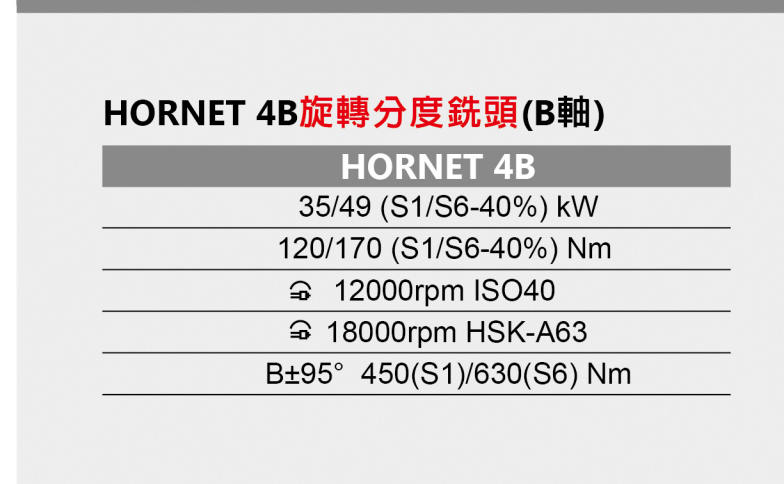 HORNET 4B旋轉分度銑頭(B軸)
HORNET 4B
35/49 (S1/S6-40%) kW
120/170 (S1/S6-40%) Nm
12000rpm ISO40
18000rpm HSK-A63
B±95° 450(S1)/630(S6) Nm